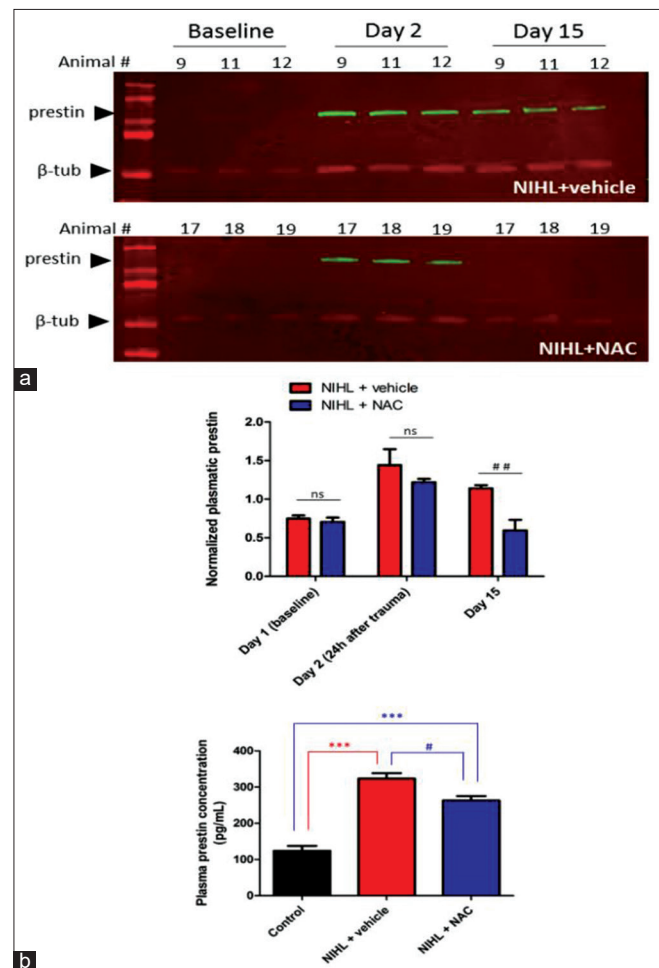 Baseline Day 2 Day 15
Animal # 9 11 12 9 11 12 9 11 12
prestin
β-tub
NIHL+vehicle
Animal # 17 18 19 17 18 19 17 18 19
prestin
β-tub
NIHL+NAC
a
NIHL + vehicle
NIHL + NAC
Normalized plasmatic prestin
2.0
1.5
1.0
0.5
0.0
ns
ns
# #
Day 1 (baseline)
Day 2 (24h after trauma)
Day 15
Plasma prestin concentration
(pg/mL)
400
300
200
100
0
***
***
#
Control
NIHL + vehicle
NIHL + NAC
b